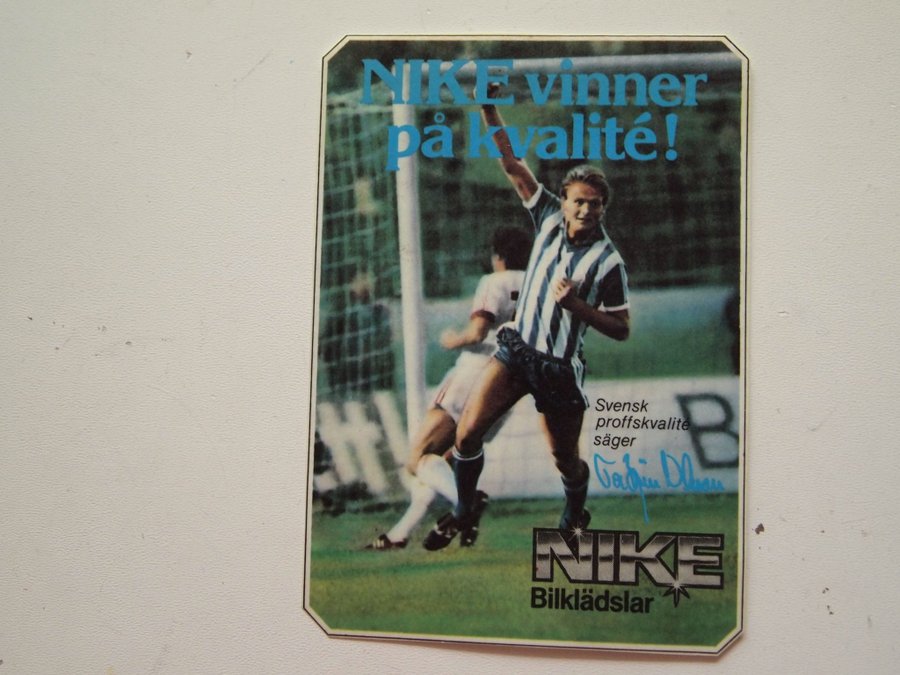 NIKE vinner
på kvalité!
Svensk
proffskvalité
säger
B
NIKE
Bilklädslar